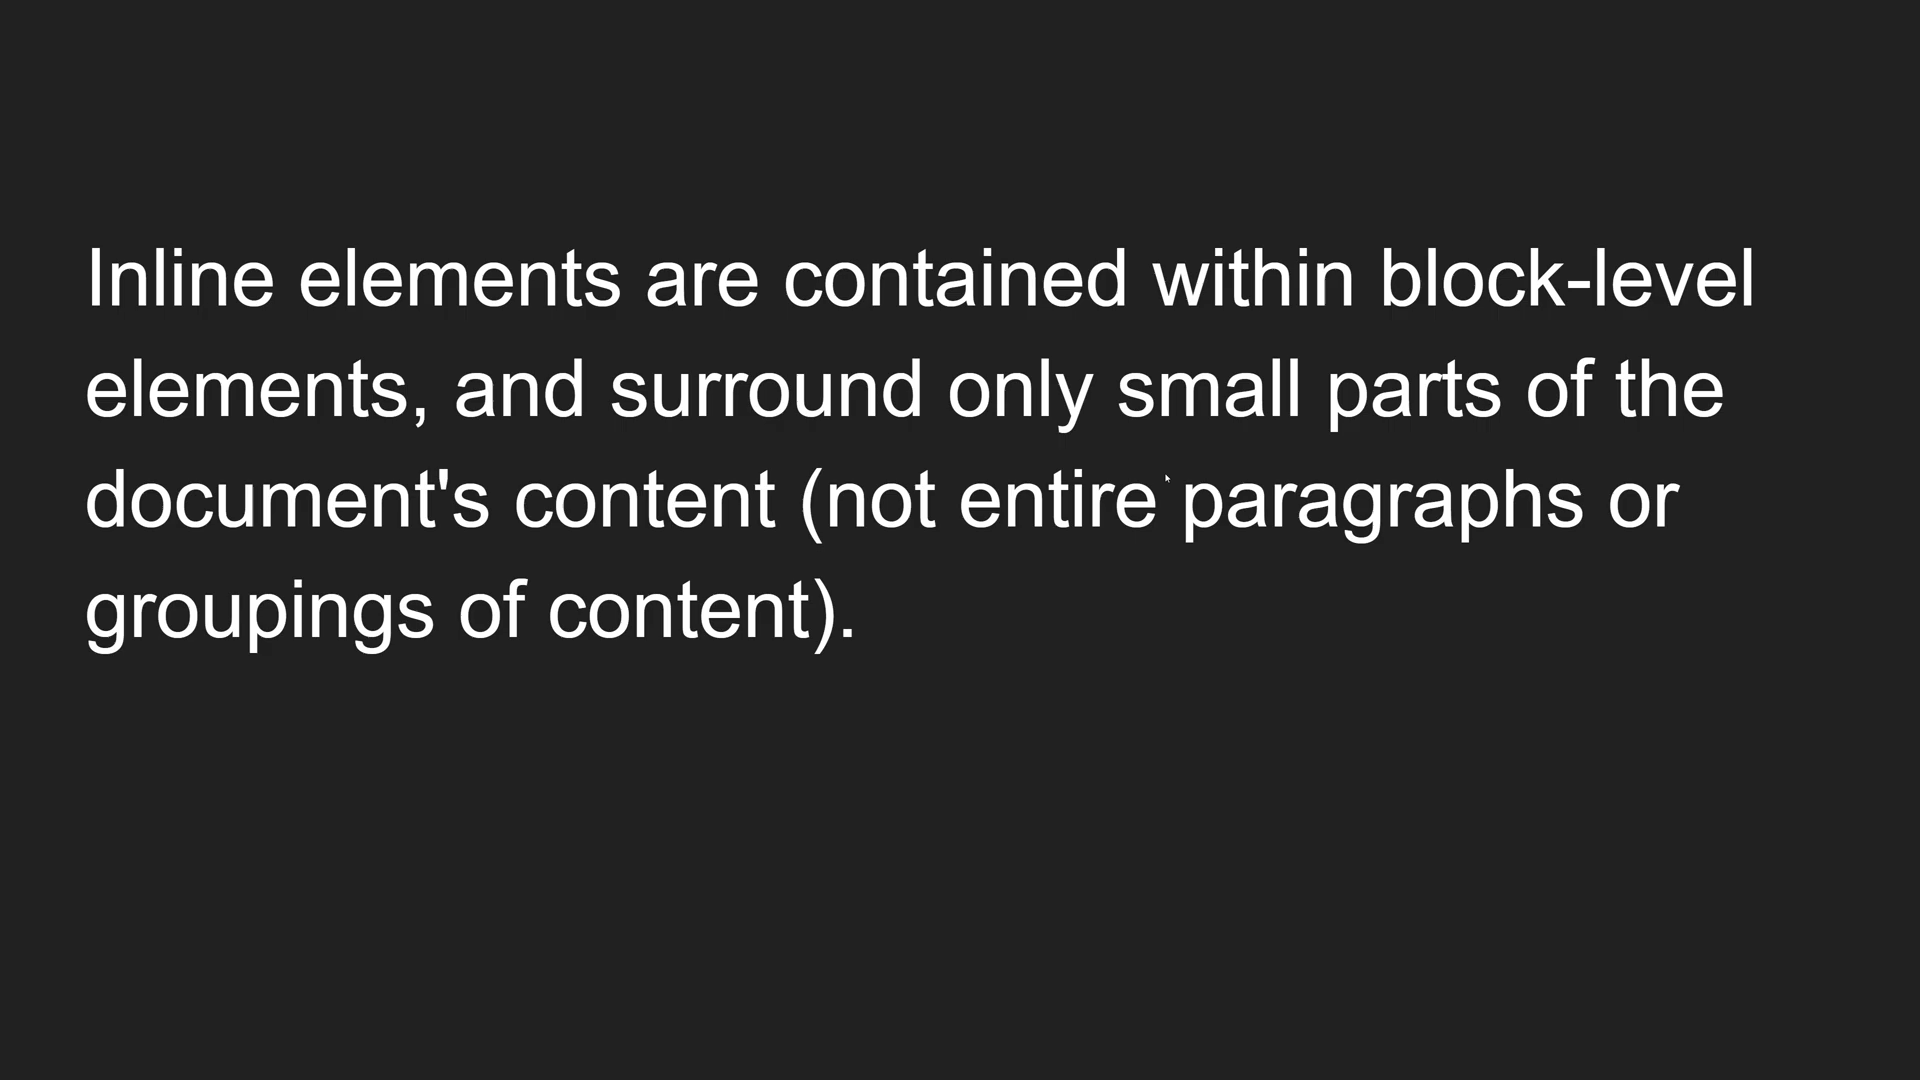 Inline elements are contained within block-level
elements, and surround only small parts of the
document's content (not entire paragraphs or
groupings of content).